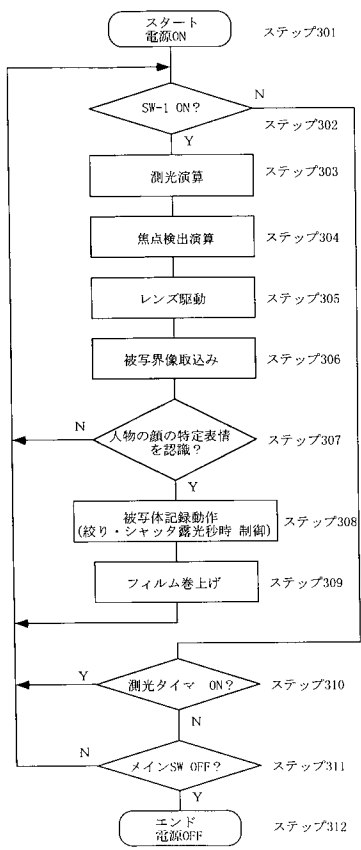 スタート
電源ON
ステップ301
SW-1 ON?
N
ステップ302
Y
測光演算
ステップ303
焦点検出演算
ステップ304
レンズ駆動
ステップ305
被写界像取込み
ステップ306
N
人物の顔の特定表情
を認識?
ステップ307
Y
被写体記録動作
(絞り・シャッタ露光秒時 制御)
ステップ308
フィルム巻上げ
ステップ309
Y
測光タイマ ON?
ステップ310
N
N
メインSW OFF?
ステップ311
Y
エンド
電源OFF
ステップ312